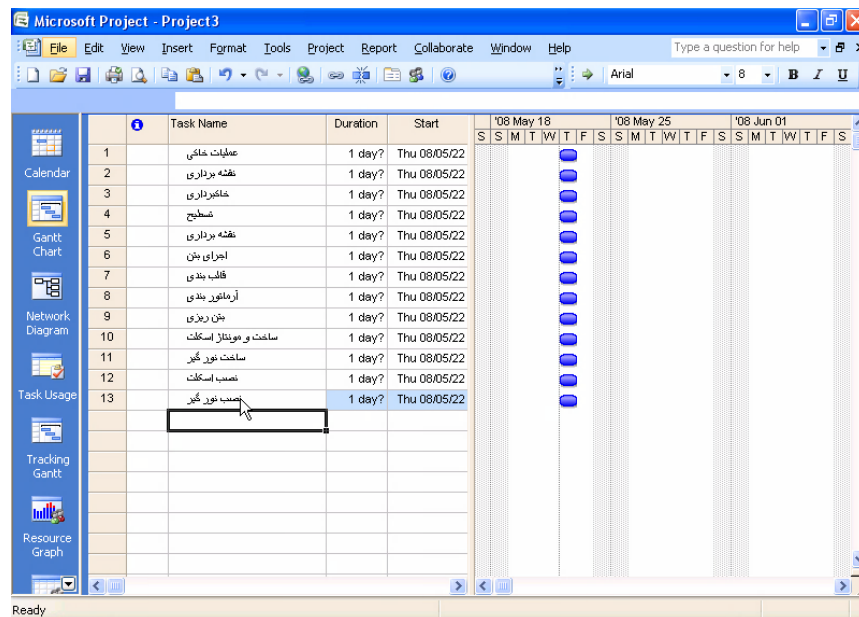 Microsoft Project - Project3
File Edit View Insert Format Tools Project Report Collaborate Window Help Type a question for help
Arial 8 B I U
Task Name Duration Start '08 May 18 '08 May 25 '08 Jun 01
S S M T W T F S S M T W T F S S M T W T F S
Calendar
Gantt Chart
Network Diagram
Task Usage
Tracking Gantt
Resource Graph
1 عملیات خاکی 1 day? Thu 08/05/22
2 نقشه برداری 1 day? Thu 08/05/22
3 خاکبرداری 1 day? Thu 08/05/22
4 تسطیح 1 day? Thu 08/05/22
5 نقشه برداری 1 day? Thu 08/05/22
6 اجرای بتن 1 day? Thu 08/05/22
7 قالب بندی 1 day? Thu 08/05/22
8 آرماتور بندی 1 day? Thu 08/05/22
9 بتن ریزی 1 day? Thu 08/05/22
10 ساخت و مونتاژ اسکلت 1 day? Thu 08/05/22
11 ساخت نور گیر 1 day? Thu 08/05/22
12 نصب اسکلت 1 day? Thu 08/05/22
13 نصب نور گیر 1 day? Thu 08/05/22
Ready